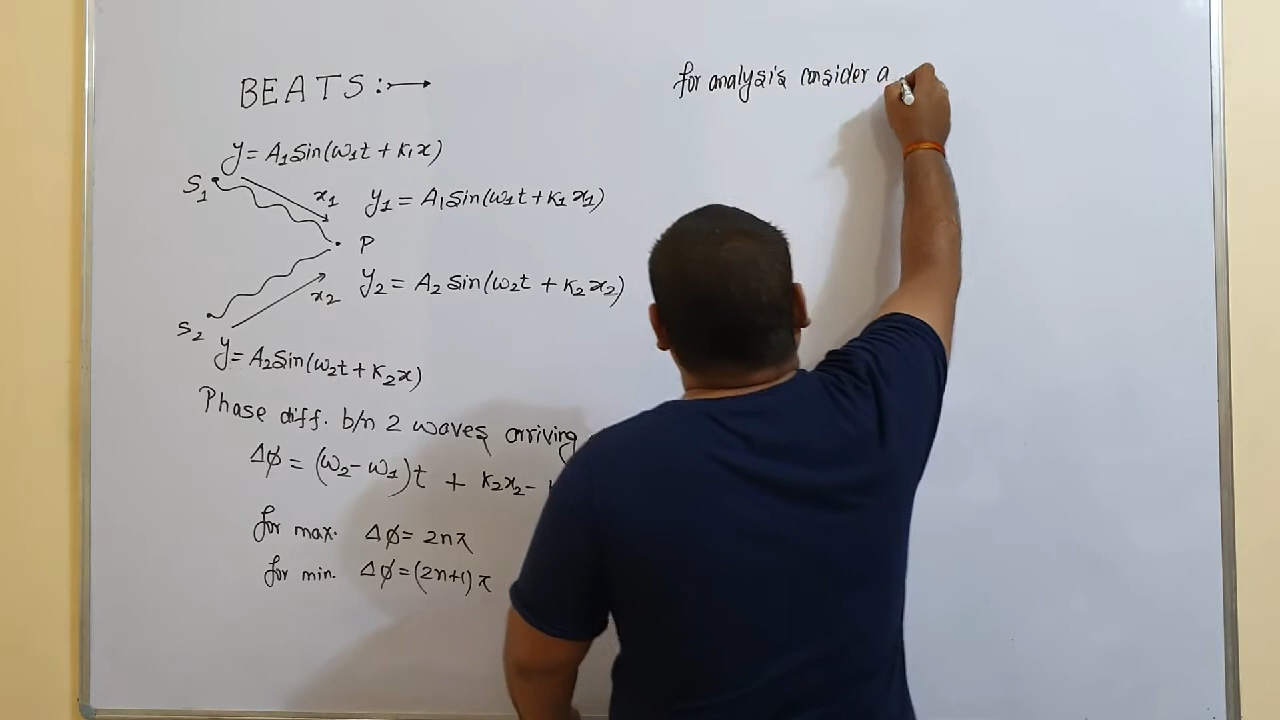 BEATS :→
y = A₁ sin(ω₁t + k₁x)
S₁
x₁
y₁ = A₁ sin(ω₁t + k₁x₁)
P
x₂
y₂ = A₂ sin(ω₂t + k₂x₂)
S₂
y = A₂ sin(ω₂t + k₂x)
Phase diff. b/n 2 waves arriving
Δϕ = (ω₂ - ω₁)t + k₂x₂ -
for max. Δϕ = 2nπ
for min. Δϕ = (2n+1)π
for analysis consider a